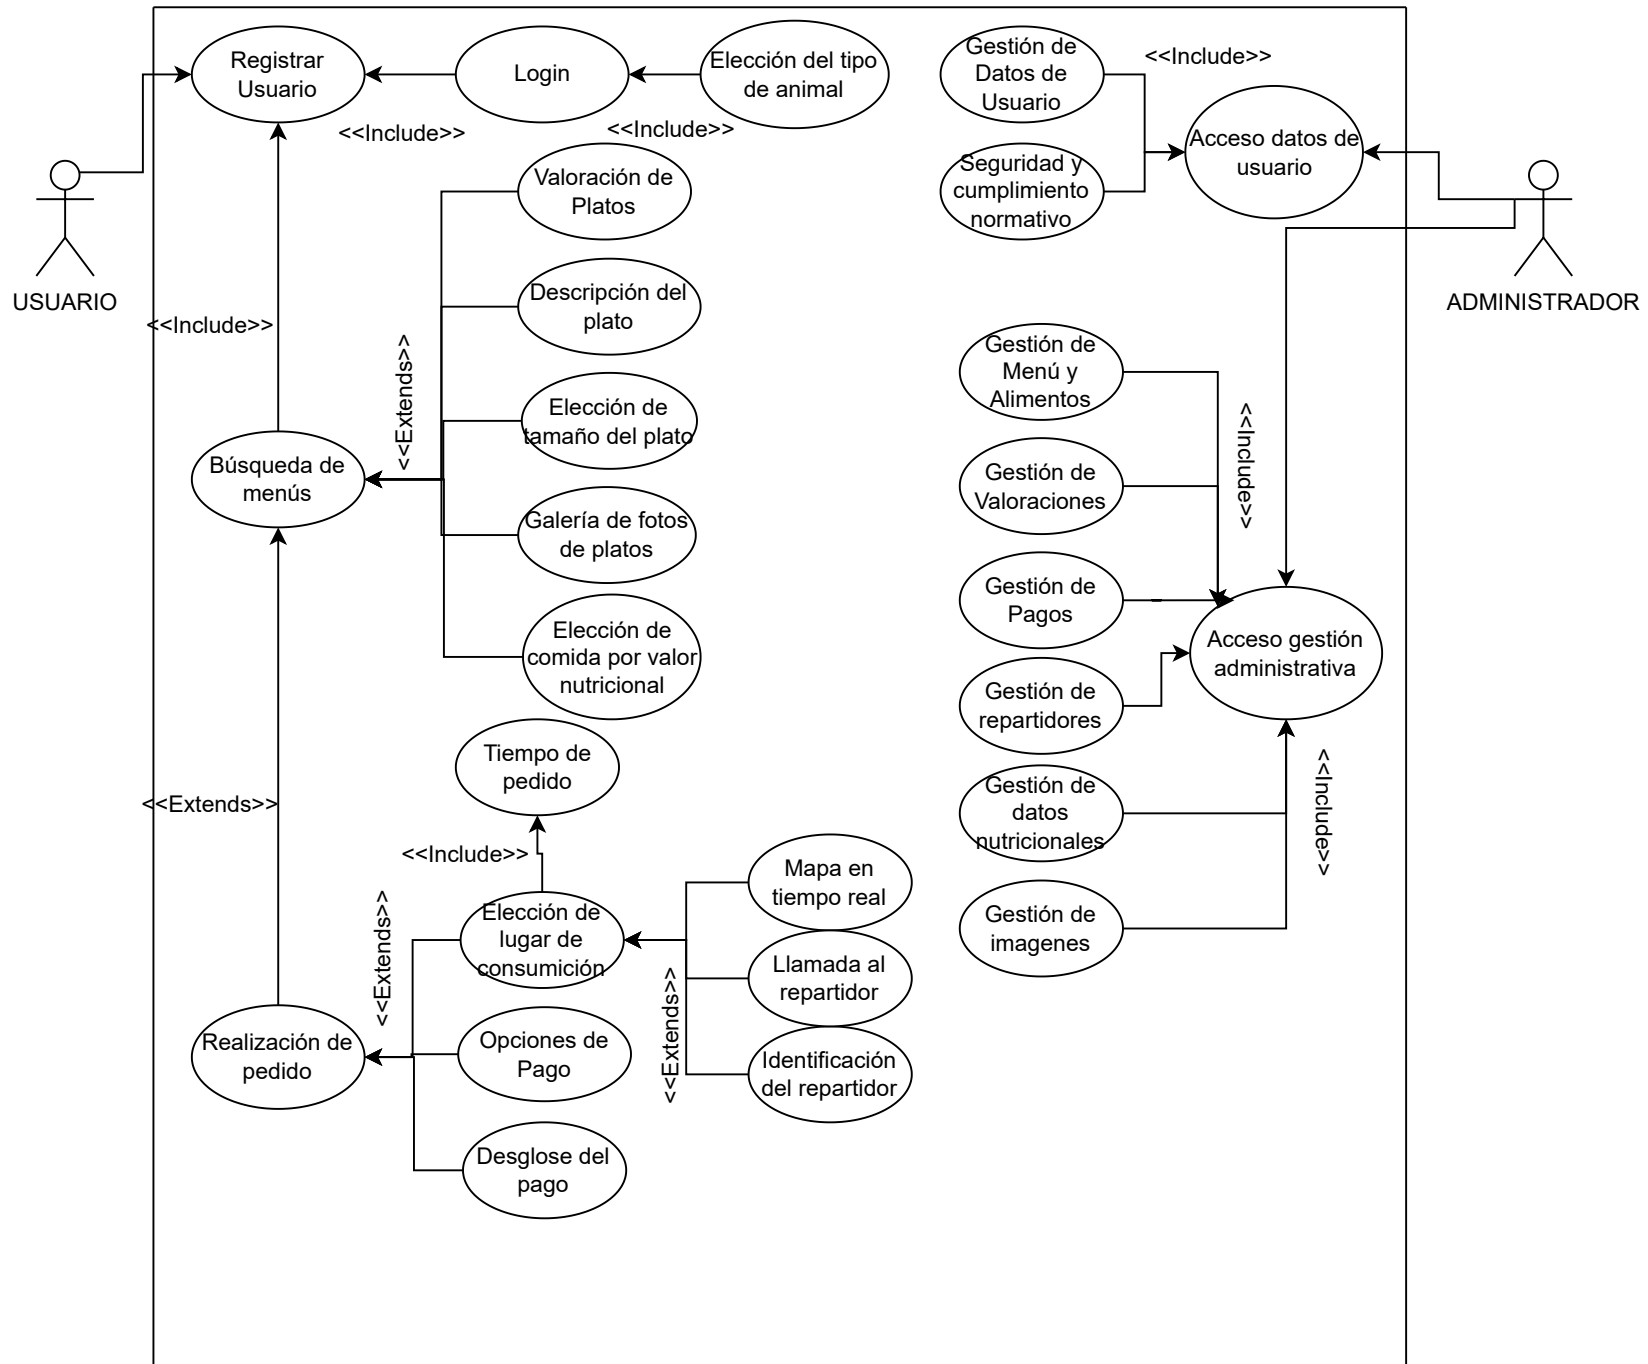 Registrar
Usuario
Login
Elección del tipo
de animal
<<Include>>
<<Include>>
Gestión de
Datos de
Usuario
<<Include>>
Acceso datos de
usuario
Seguridad y
cumplimiento
normativo
USUARIO
ADMINISTRADOR
<<Include>>
Valoración de
Platos
Descripción del
plato
<<Extends>>
Elección de
tamaño del plato
Búsqueda de
menús
Galería de fotos
de platos
Elección de
comida por valor
nutricional
Gestión de
Menú y
Alimentos
<<Include>>
Gestión de
Valoraciones
Gestión de
Pagos
Acceso gestión
administrativa
Gestión de
repartidores
Gestión de
datos
nutricionales
<<Include>>
Gestión de
imagenes
<<Extends>>
Tiempo de
pedido
<<Include>>
<<Extends>>
Elección de
lugar de
consumición
Mapa en
tiempo real
Llamada al
repartidor
<<Extends>>
Identificación
del repartidor
Realización de
pedido
Opciones de
Pago
Desglose del
pago